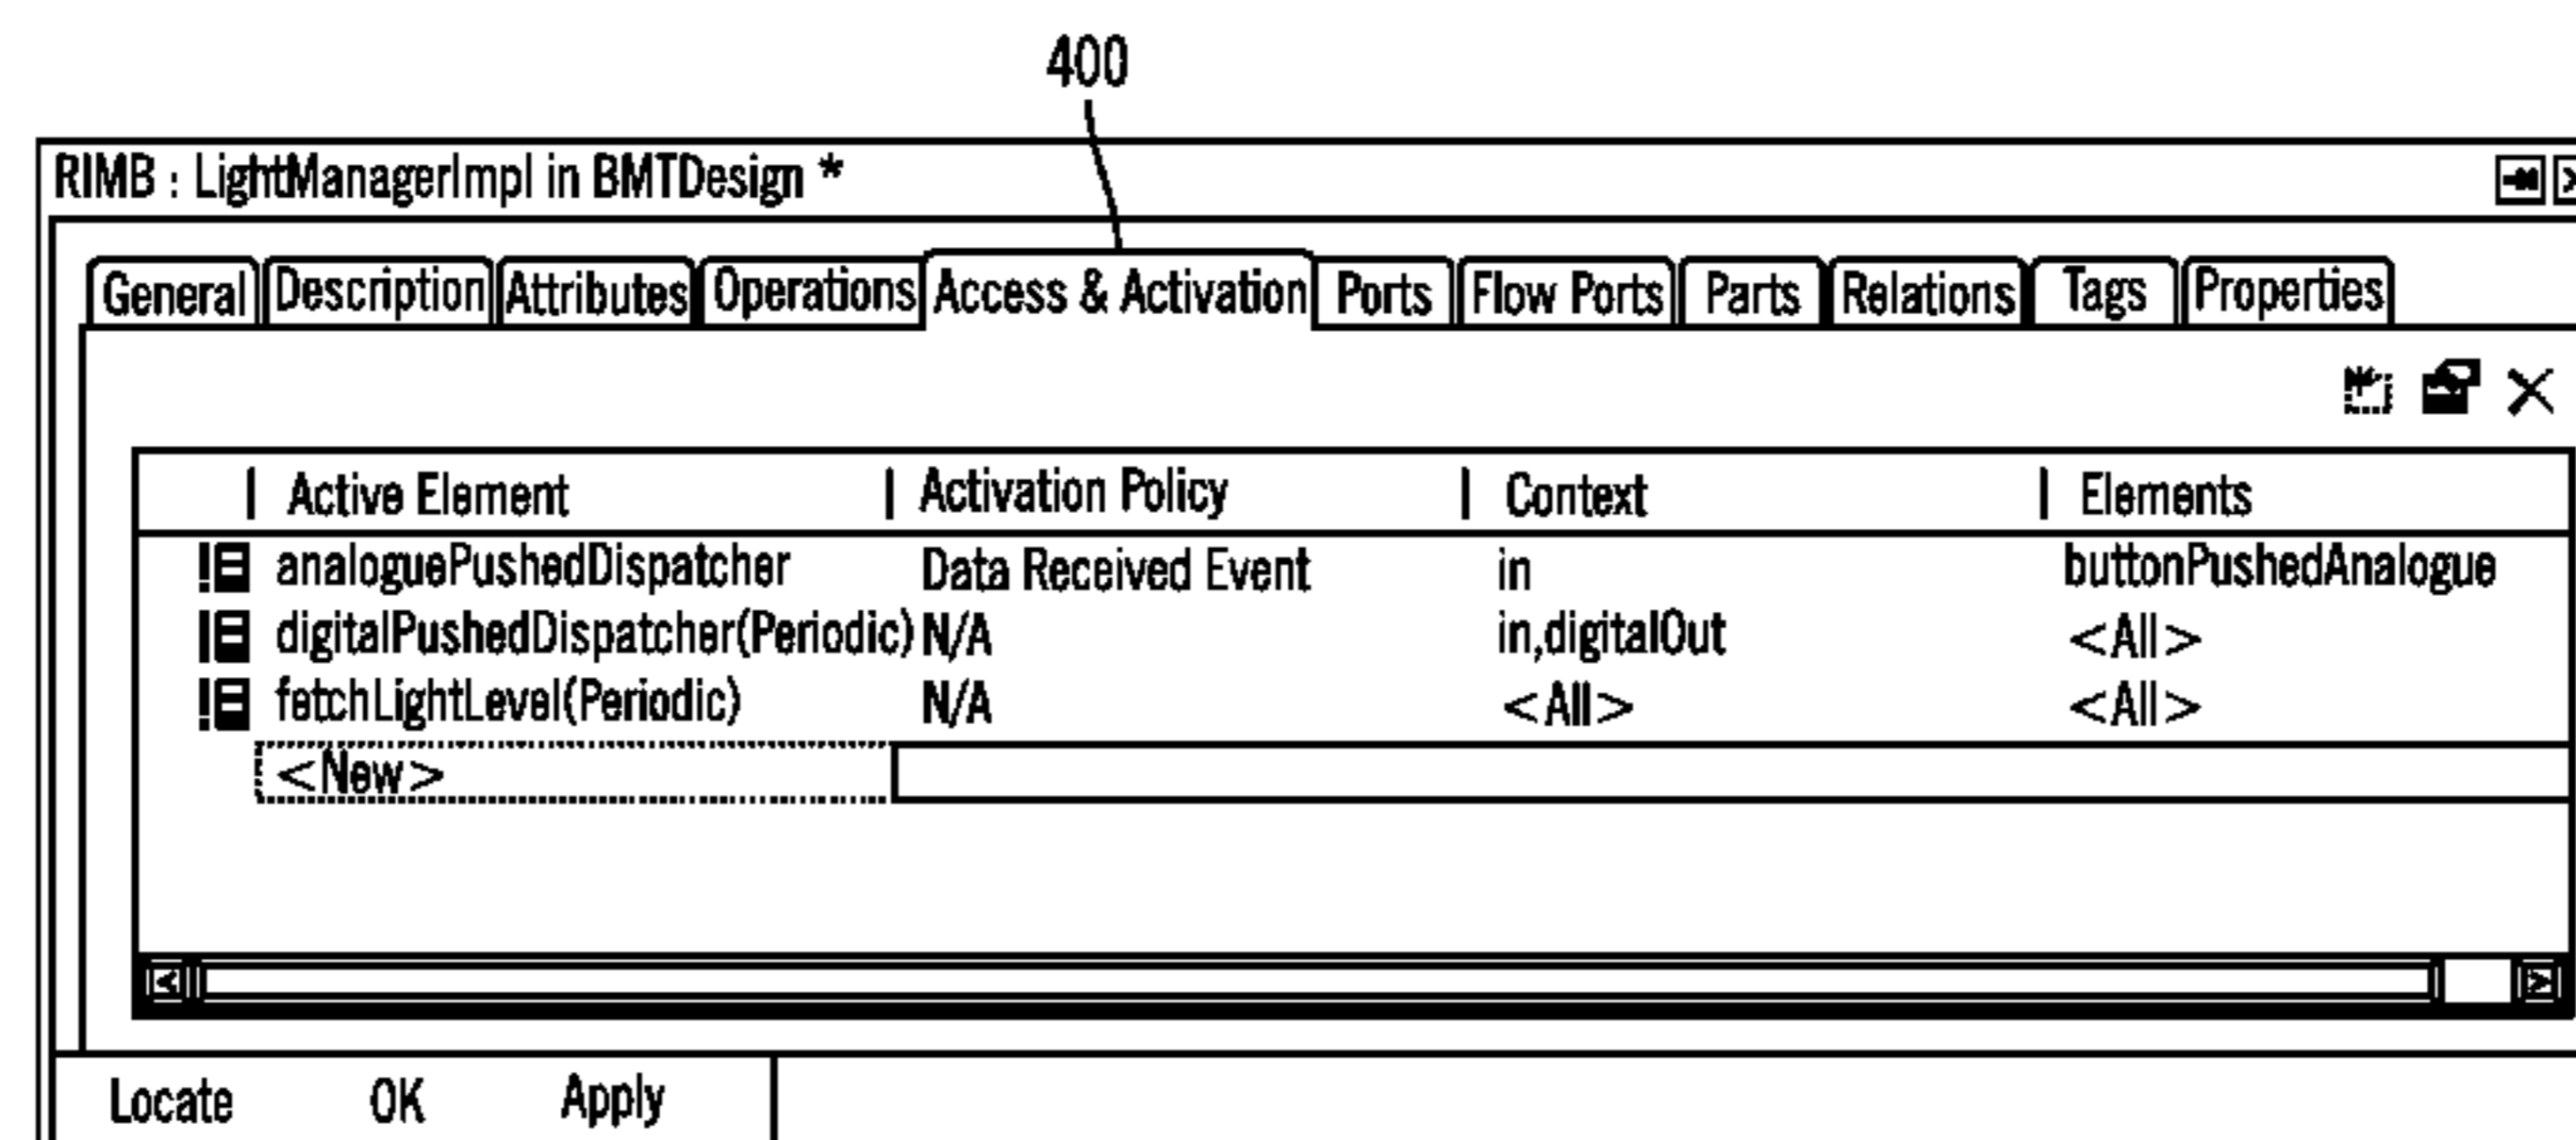 400
RIMB : LightManagerImpl in BMTDesign *
General Description Attributes Operations Access & Activation Ports Flow Ports Parts Relations Tags Properties
Active Element Activation Policy Context Elements
analoguePushedDispatcher Data Received Event in buttonPushedAnalogue
digitalPushedDispatcher(Periodic) N/A in,digitalOut <All>
fetchLightLevel(Periodic) N/A <All> <All>
<New>
Locate OK Apply